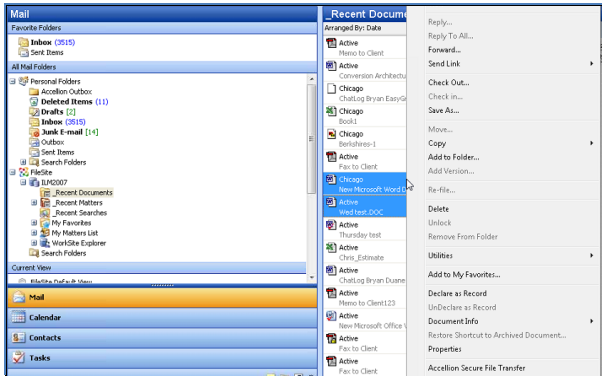 Mail
Favorite Folders
Inbox (3515)
Sent Items
All Mail Folders
Personal Folders
Accellion Outbox
Deleted Items (11)
Drafts [2]
Inbox (3515)
Junk E-mail [14]
Outbox
Sent Items
Search Folders
FileSite
ILM2007
_Recent Documents
_Recent Matters
_Recent Searches
My Favorites
My Matters List
WorkSite Explorer
Search Folders
Current View
FileSite Default View
Mail
Calendar
Contacts
Tasks
_Recent Docume
Arranged By: Date
Active
Memo to Client
Active
Conversion Architectu
Chicago
ChatLog Bryan EasyGr
Chicago
Book1
Chicago
Berkshires-1
Active
Fax to Client
Chicago
New Microsoft Word D
Active
Wed test.DOC
Active
Thursday test
Active
Chris_Estimate
Active
ChatLog Bryan Duane
Active
Memo to Client123
Active
New Microsoft Office
Active
Fax to Client
Active
Fax to Client
Reply...
Reply To All...
Forward...
Send Link
Check Out...
Check in...
Save As...
Move...
Copy
Add to Folder...
Add Version...
Re-file...
Delete
Unlock
Remove From Folder
Utilities
Add to My Favorites...
Declare as Record
UnDeclare as Record
Document Info
Restore Shortcut to Archived Document...
Properties
Accellion Secure File Transfer